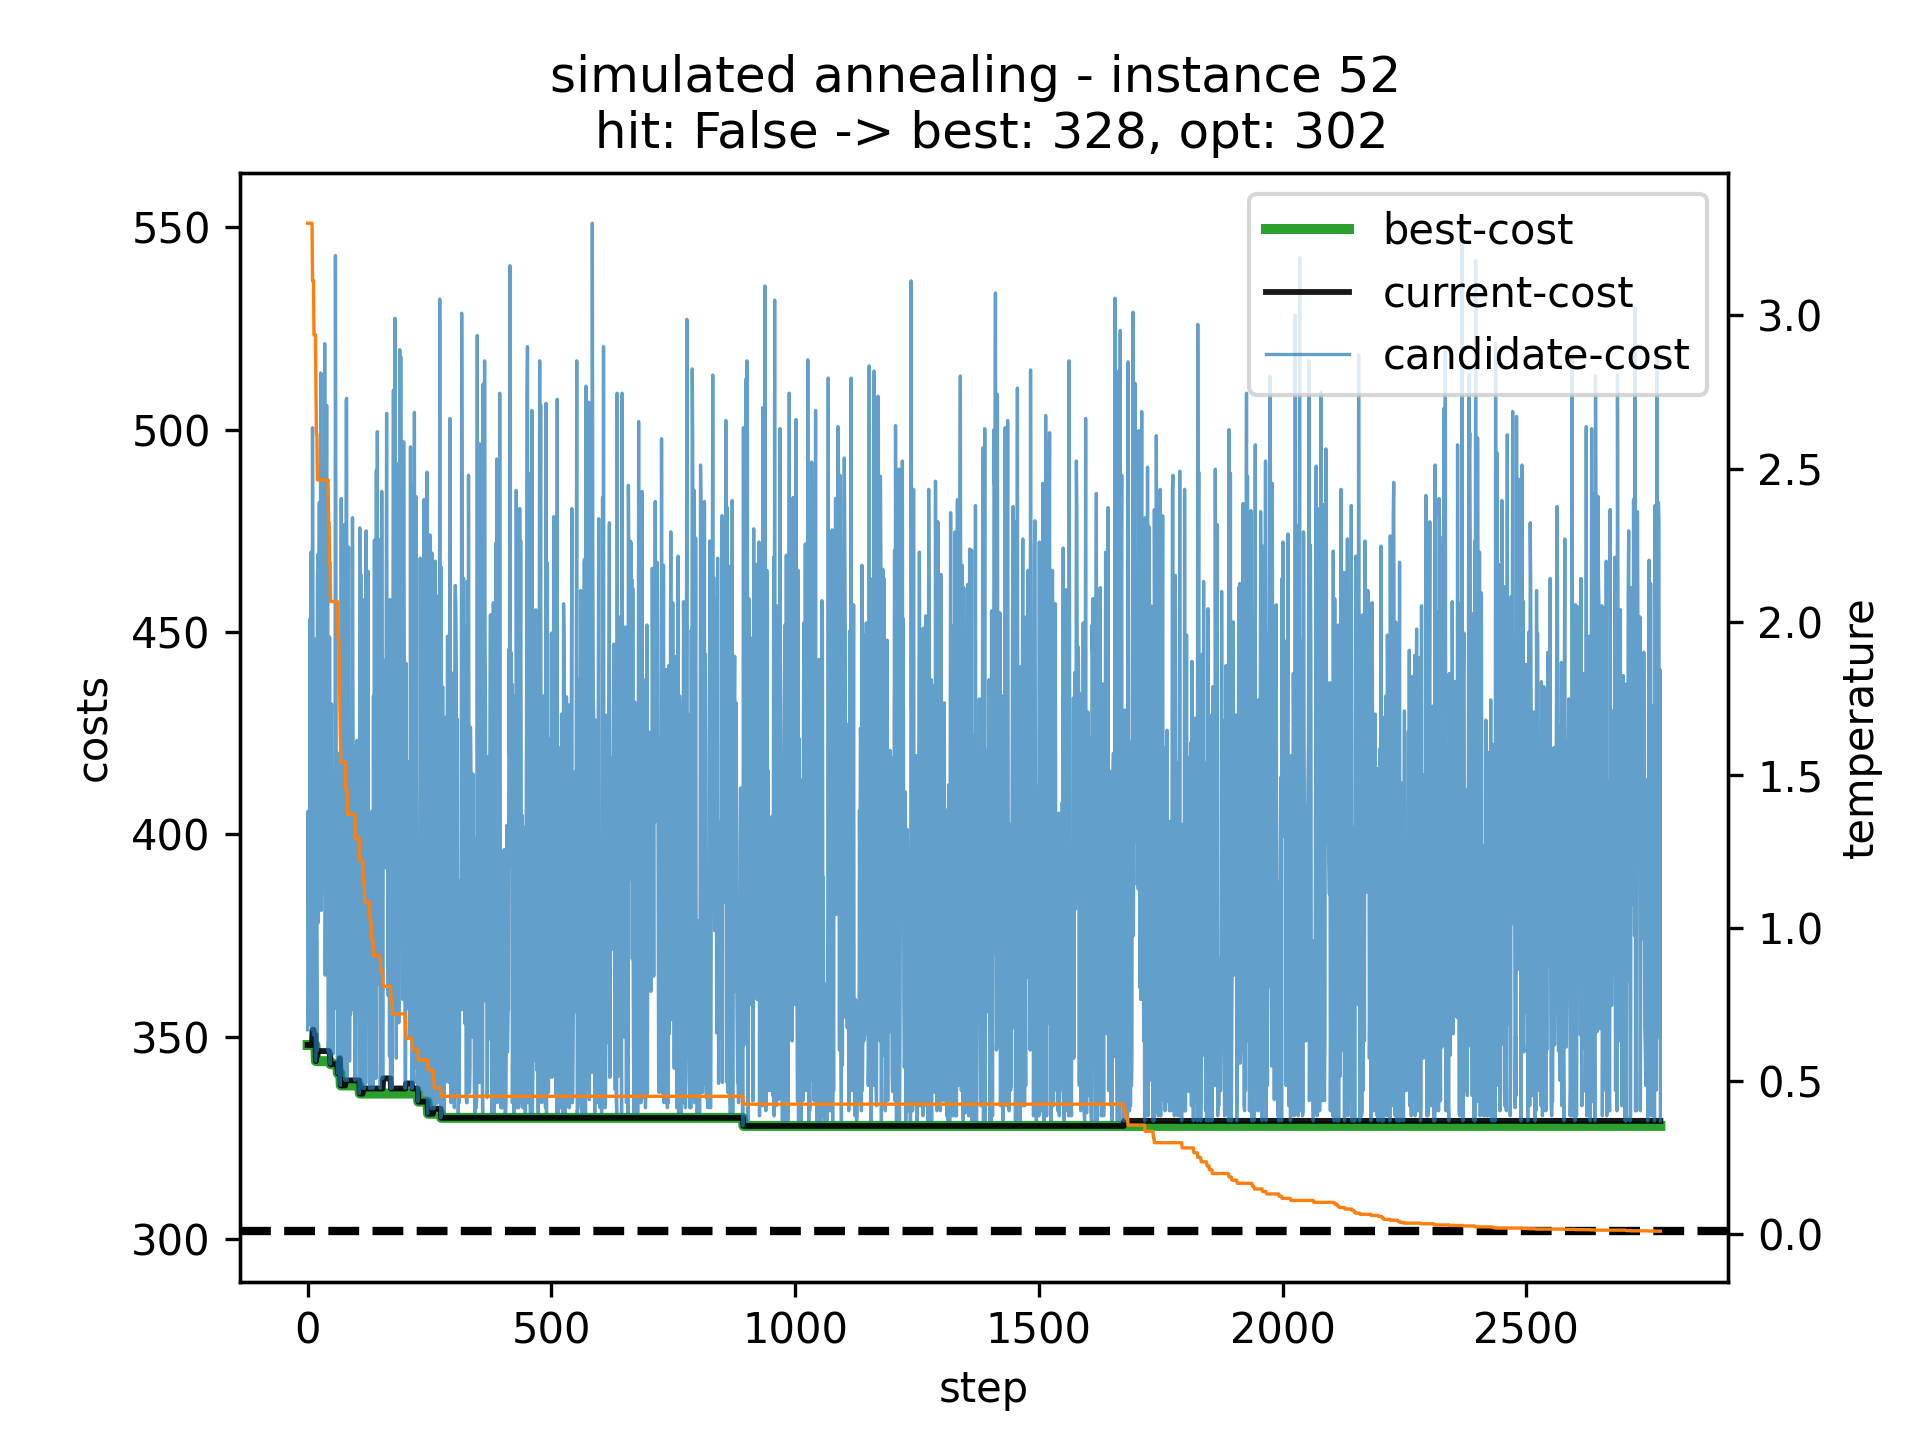 simulated annealing - instance 52
hit: False -> best: 328, opt: 302
best-cost
current-cost
candidate-cost
550
500
450
400
350
300
costs
3.0
2.5
2.0
1.5
1.0
0.5
0.0
temperature
0 500 1000 1500 2000 2500
step